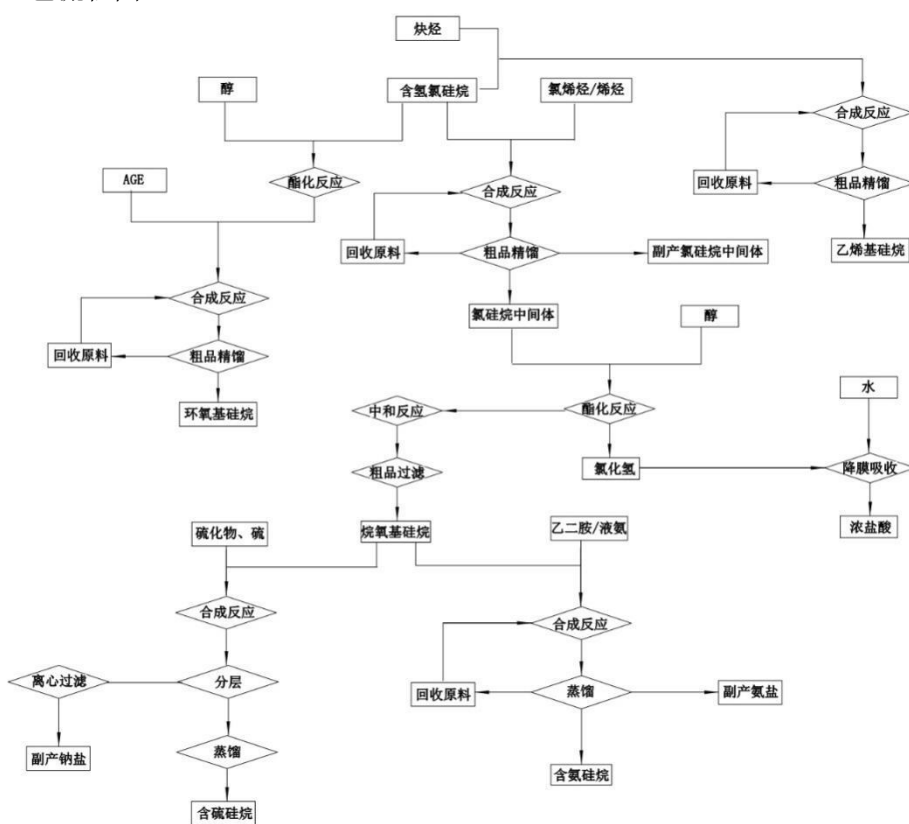 炔烃
醇
含氢氯硅烷
氯烯烃/烯烃
合成反应
AGE
酯化反应
合成反应
回收原料
粗品精馏
回收原料
粗品精馏
副产氯硅烷中间体
乙烯基硅烷
合成反应
氯硅烷中间体
醇
回收原料
粗品精馏
环氧基硅烷
中和反应
酯化反应
水
粗品过滤
氯化氢
降膜吸收
硫化物、硫
烷氧基硅烷
乙二胺/液氨
浓盐酸
合成反应
合成反应
离心过滤
分层
回收原料
蒸馏
副产氨盐
副产钠盐
蒸馏
含氨硅烷
含硫硅烷